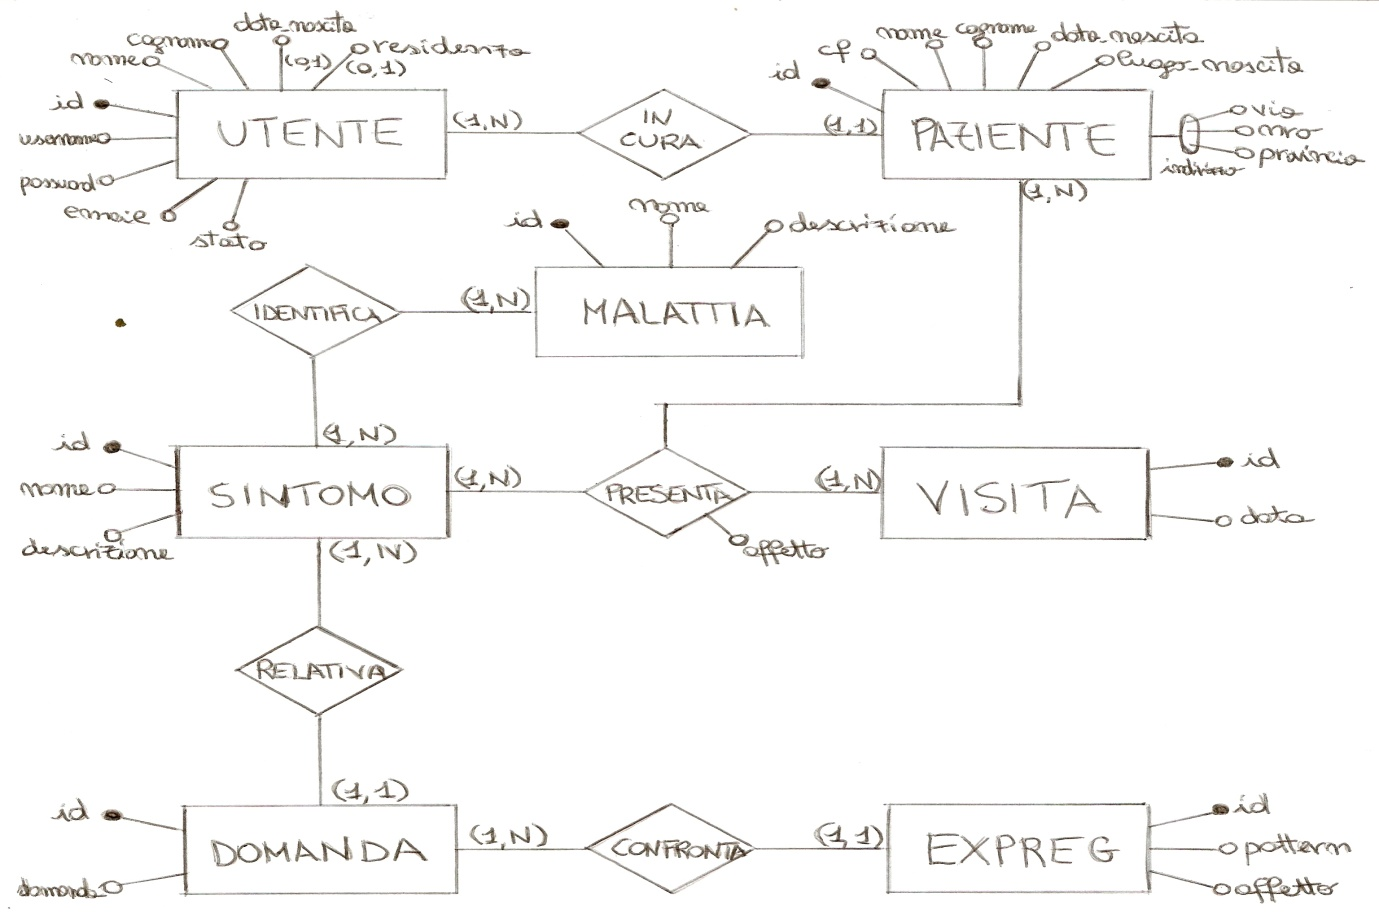 data_nascita
cognome
nome
residenza
(0,1) (0,1)
id
username
password
email
stato
UTENTE
(1,N)
IN
CURA
(1,1)
nome cognome data_nascita
cf
luogo_nascita
id
PAZIENTE
via
nro
provincia
indirizzo
(1,N)
id
nome
descrizione
IDENTIFICA
(1,N)
MALATTIA
(1,N)
id
nome
descrizione
SINTOMO
(1,N)
PRESENTA
affetto
(1,N)
VISITA
id
data
(1,N)
RELATIVA
(1,1)
id
domanda
DOMANDA
(1,N)
CONFRONTA
(1,1)
EXPREG
id
pattern
affetto